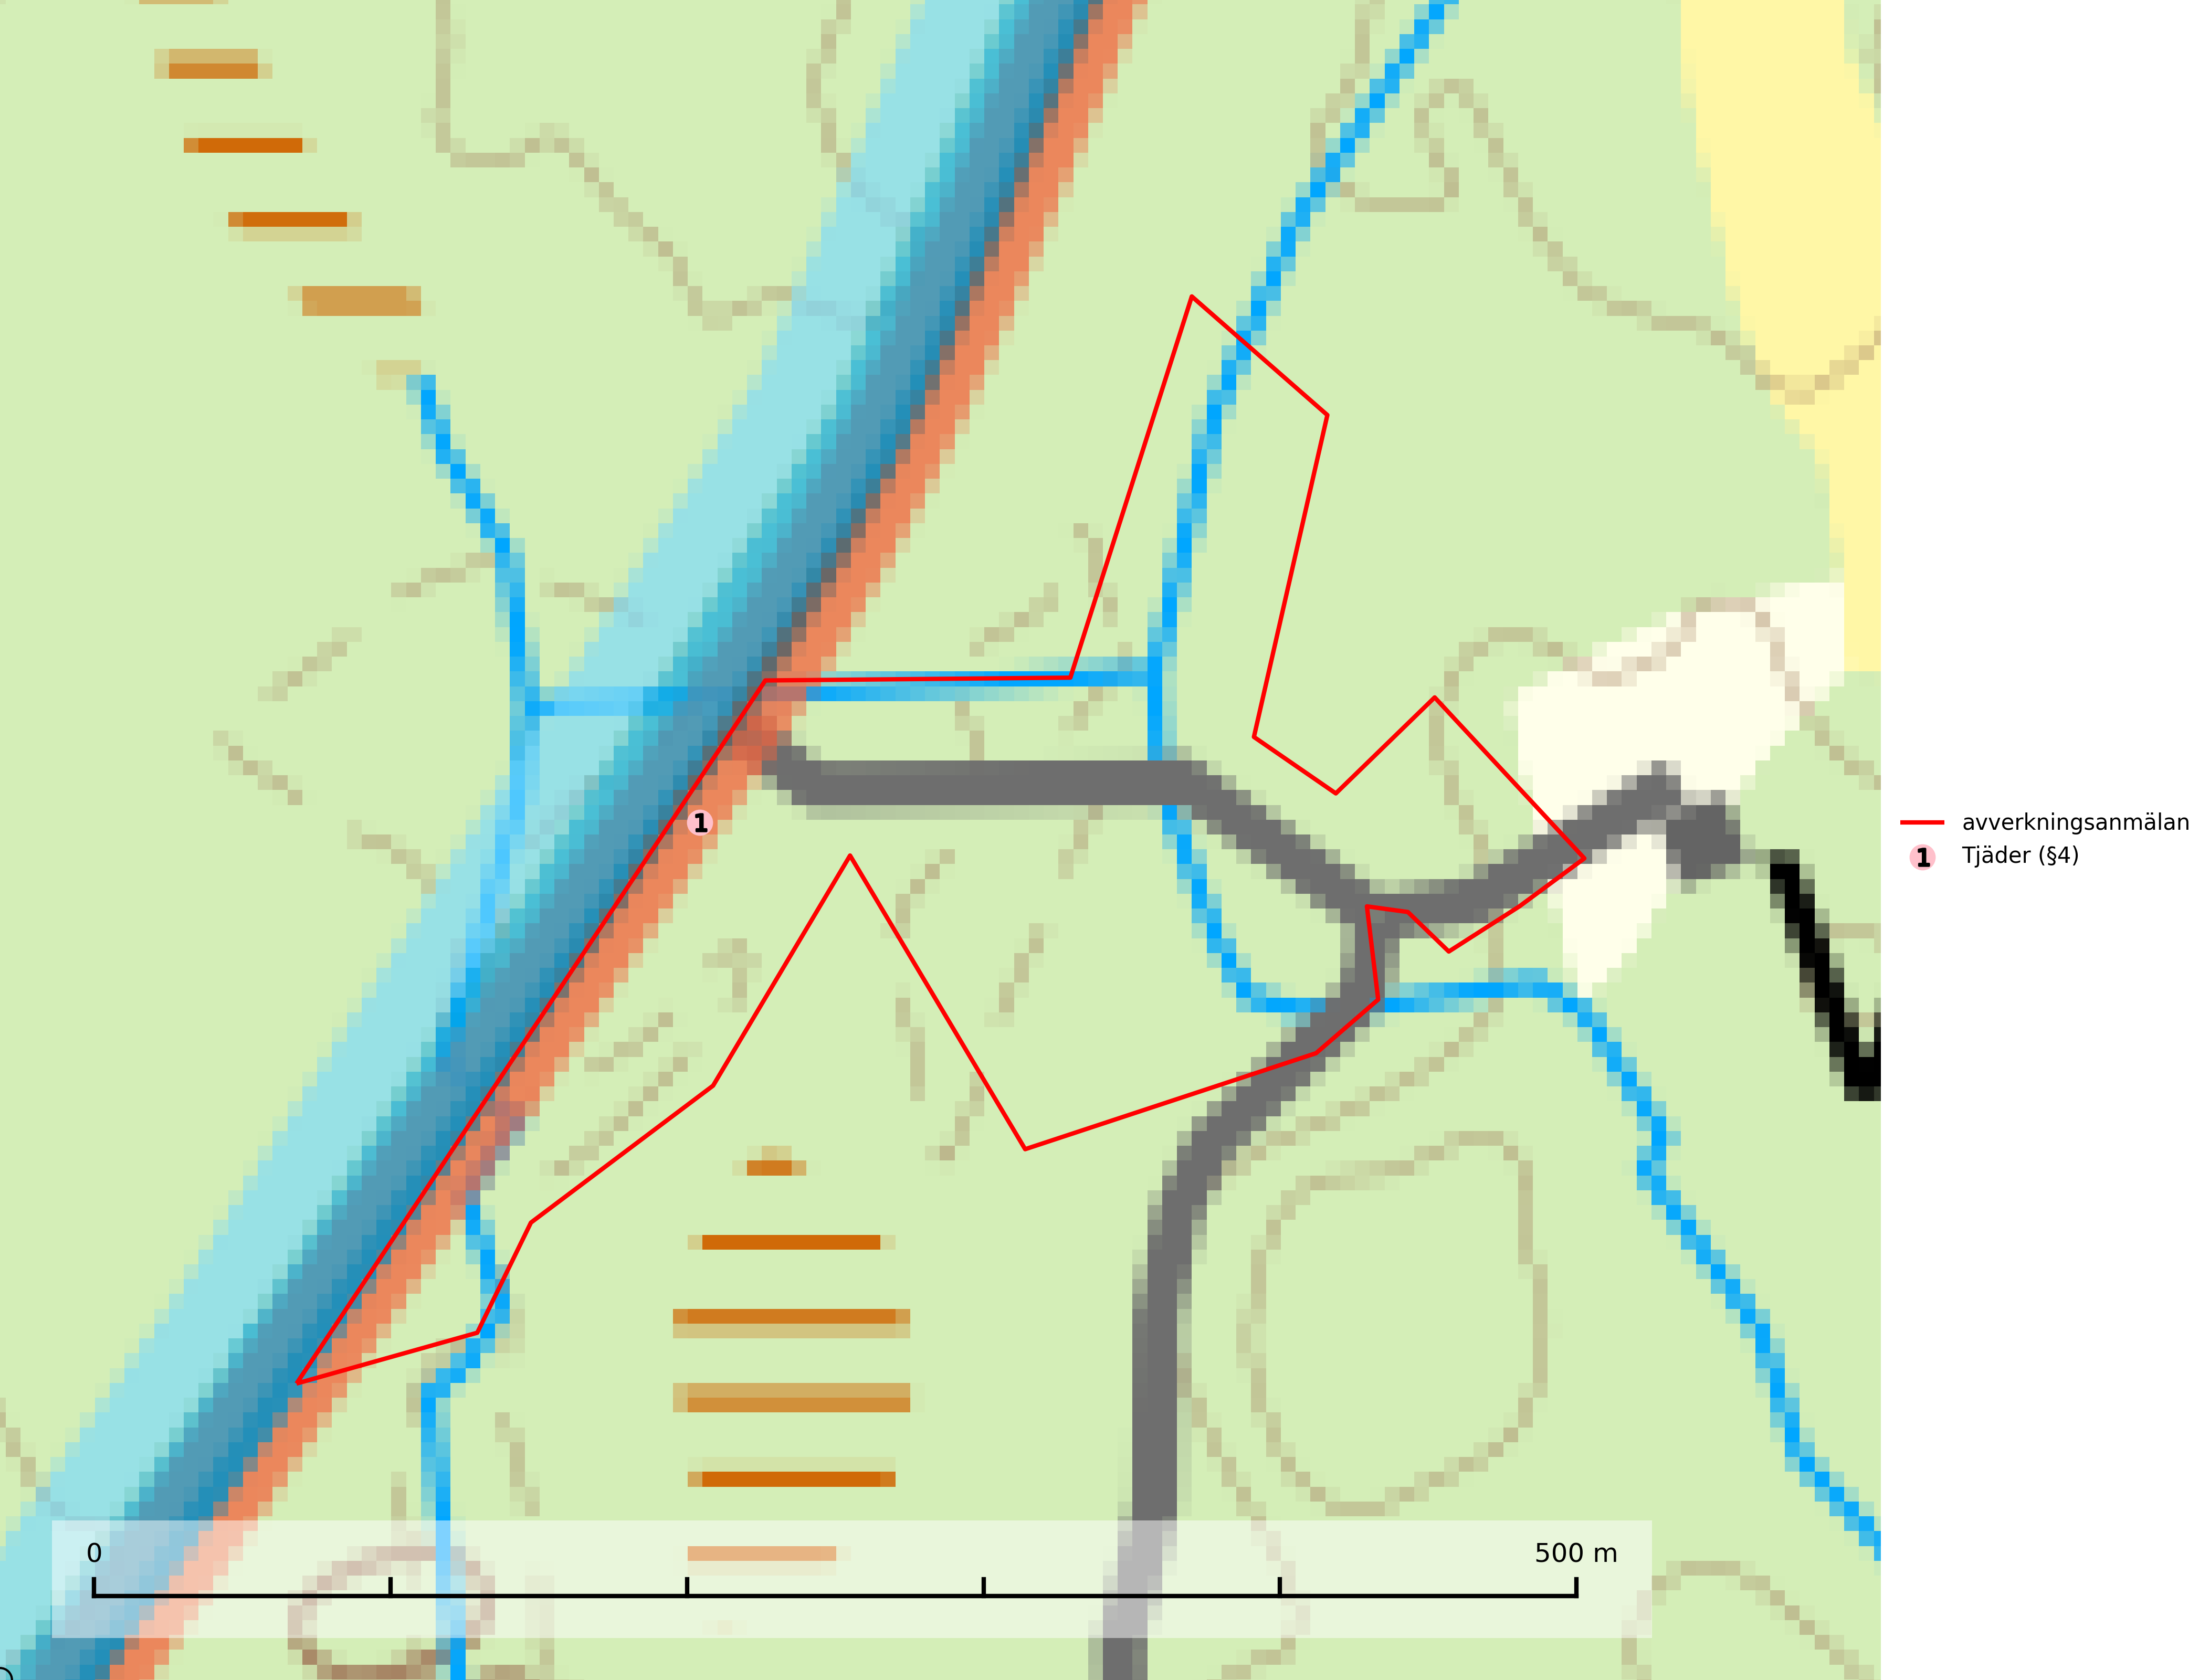 1
avverkningsanmälan
1 Tjäder (§4)
0 500 m